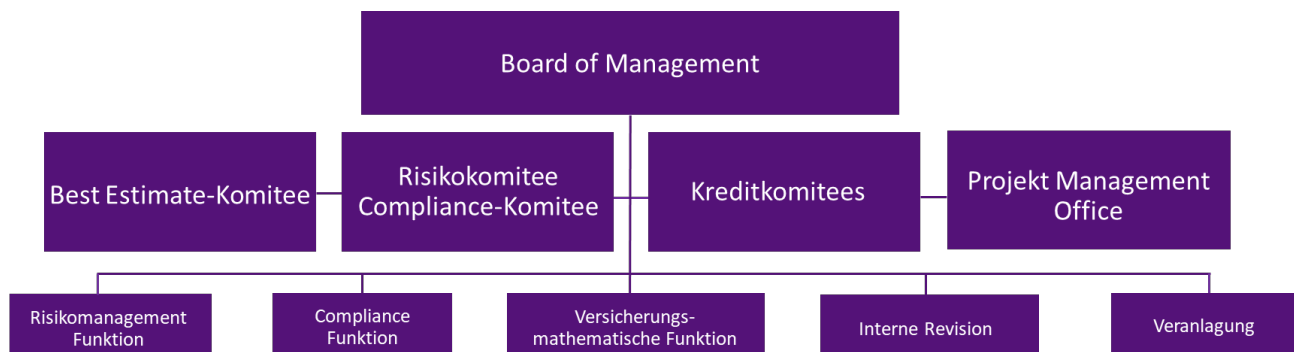 Board of Management
Best Estimate-Komitee
Risikokomitee
Compliance-Komitee
Kreditkomitees
Projekt Management
Office
Risikomanagement
Funktion
Compliance
Funktion
Versicherungs-
mathematische Funktion
Interne Revision
Veranlagung